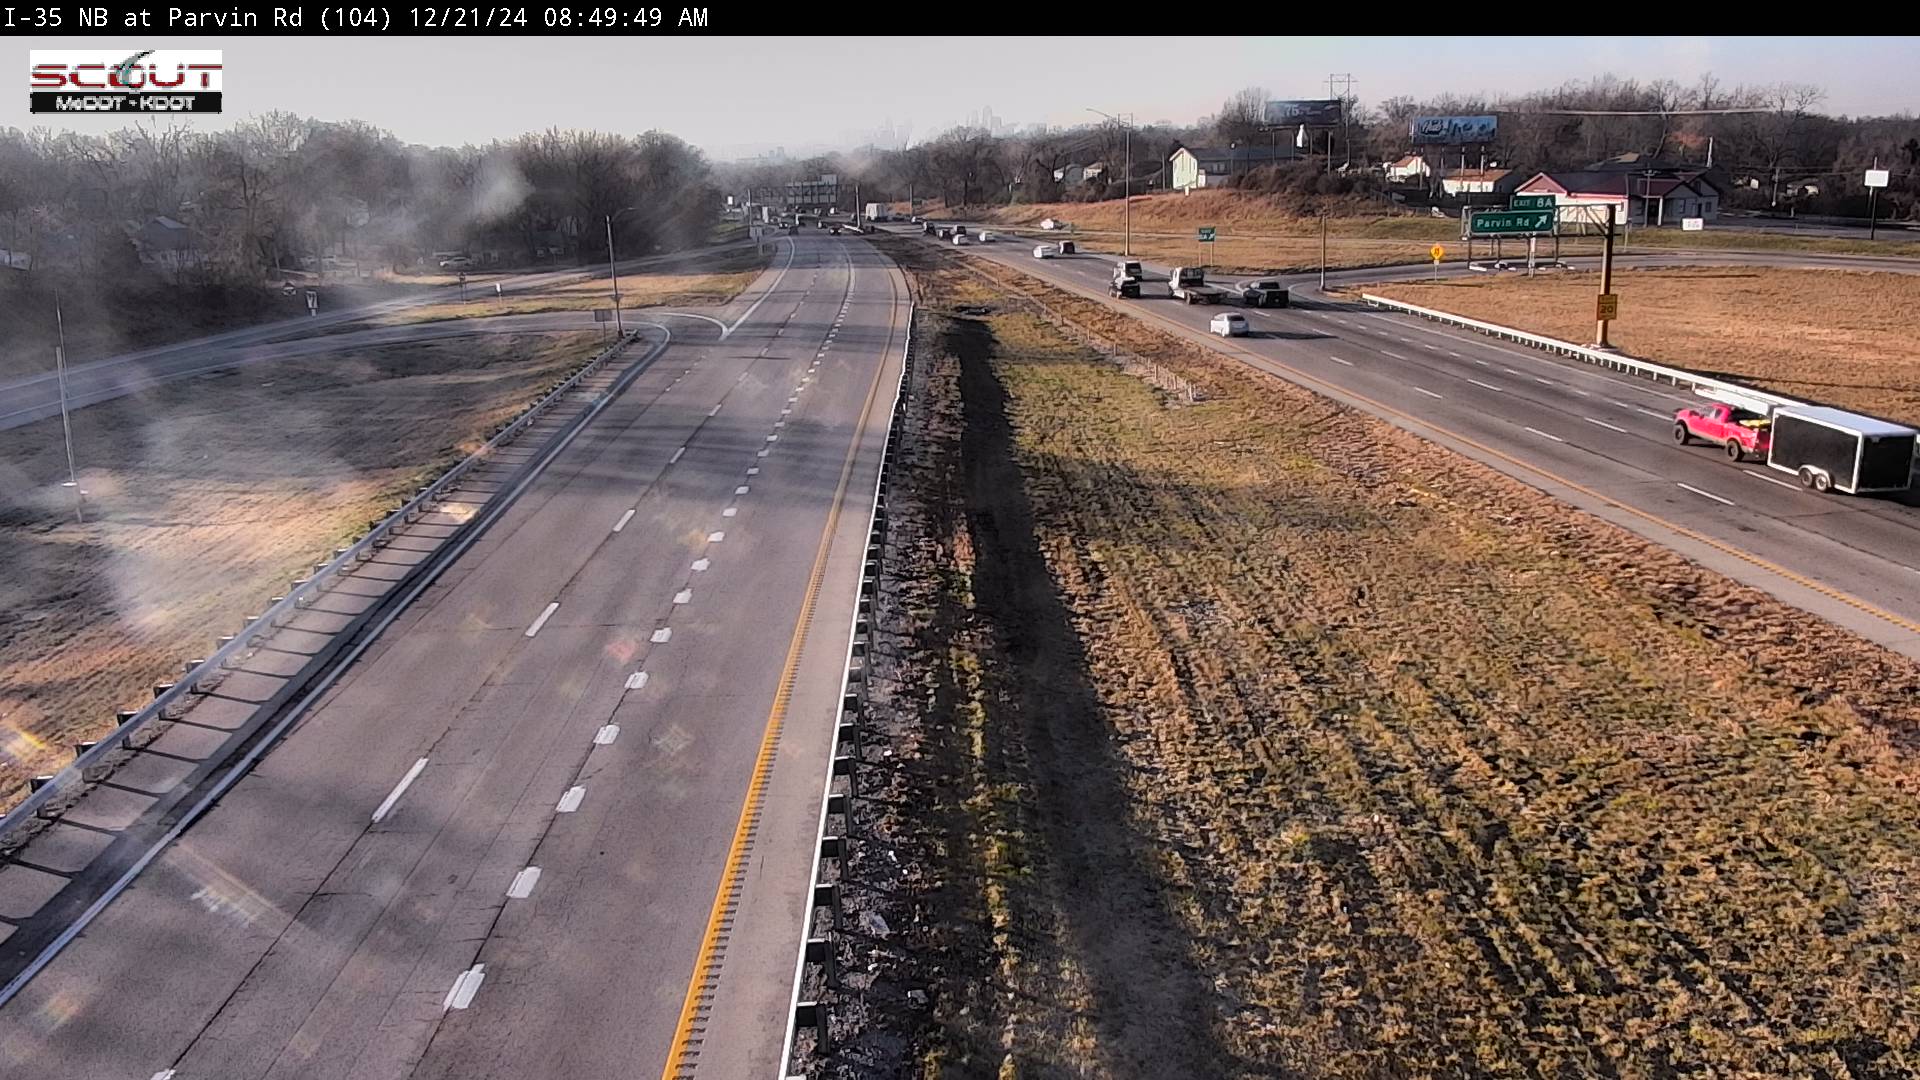 I-35 NB at Parvin Rd (104) 12/21/24 08:49:49 AM
SCOUT
MoDOT - KDOT
EXIT 8A
Parvin Rd
20